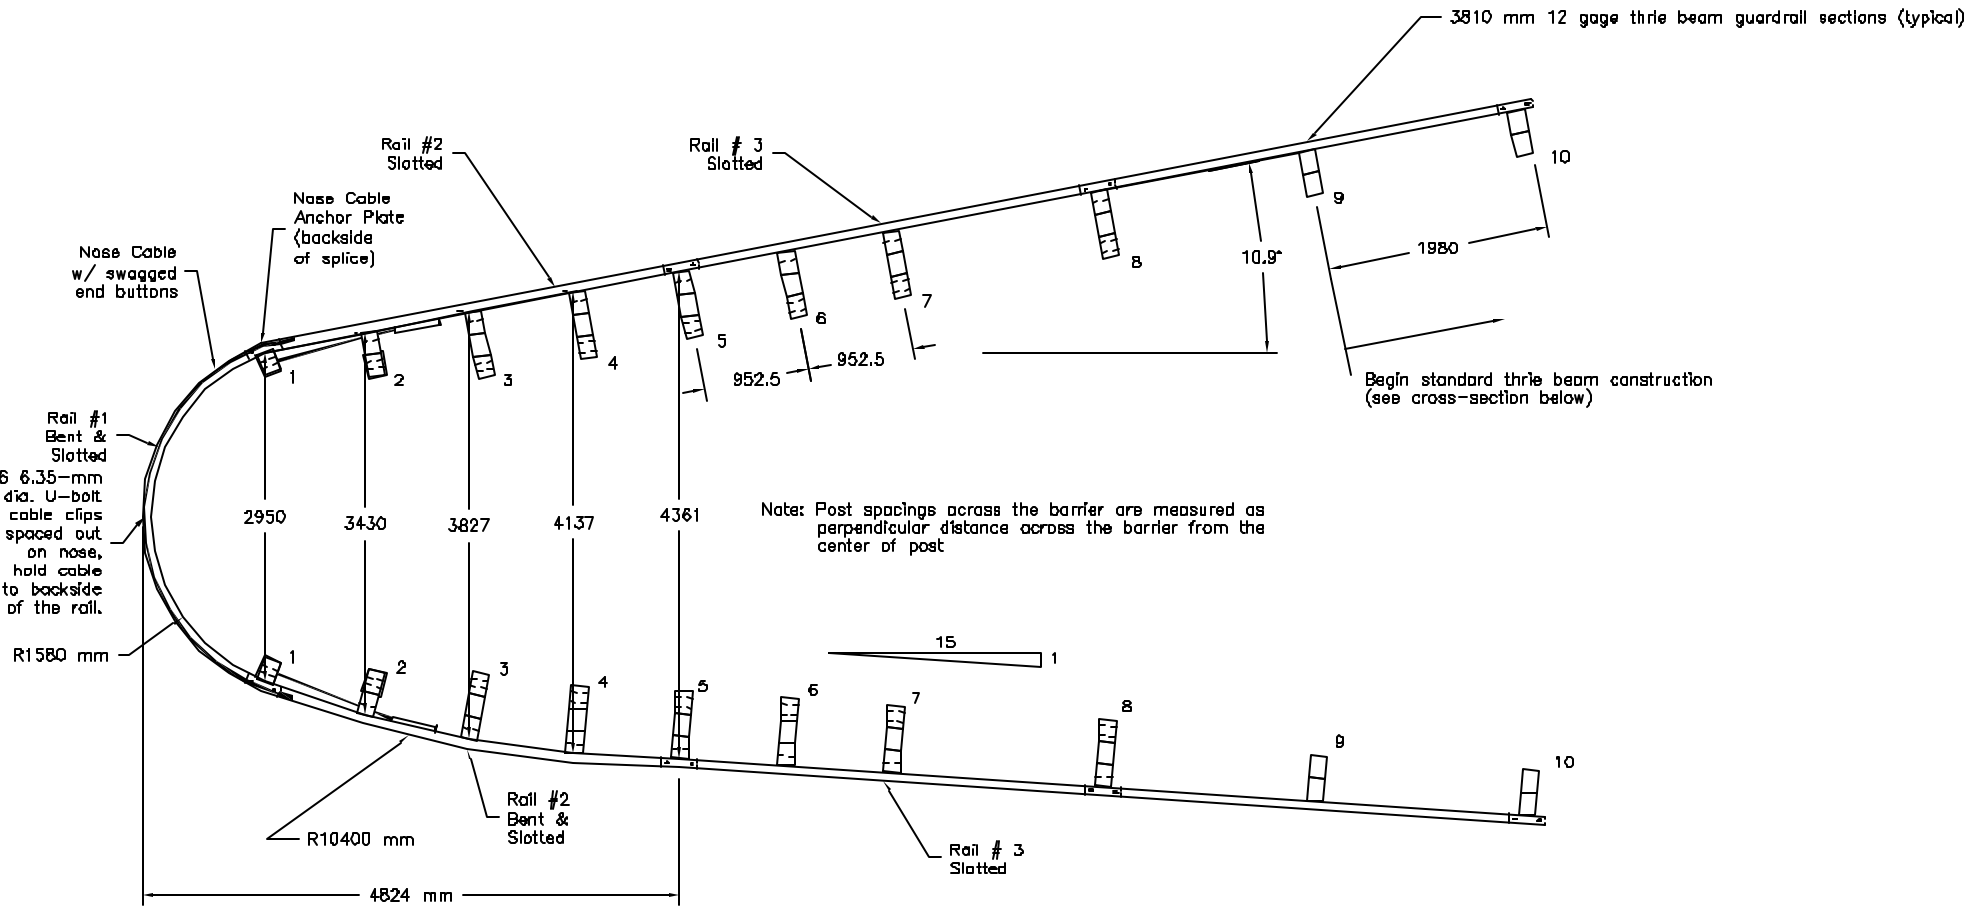 3810 mm 12 gage thrie beam guardrail sections (typical)
Rail #2
Slotted
Rail # 3
Slotted
Nose Cable
Anchor Plate
(backside
of splice)
Nose Cable
w/ swagged
end buttons
10
9
8
7
6
5
4
3
2
1
1980
10.9°
952.5
952.5
Begin standard thrie beam construction
(see cross-section below)
Rail #1
Bent &
Slotted
6 6.35-mm
dia. U-bolt
cable clips
spaced out
on nose,
hold cable
to backside
of the rail.
2950
3430
3827
4137
4361
Note: Post spacings across the barrier are measured as
perpendicular distance across the barrier from the
center of post
R1580 mm
15
1
1
2
3
4
5
6
7
8
9
10
Rail #2
Bent &
Slotted
R10400 mm
Rail # 3
Slotted
4824 mm